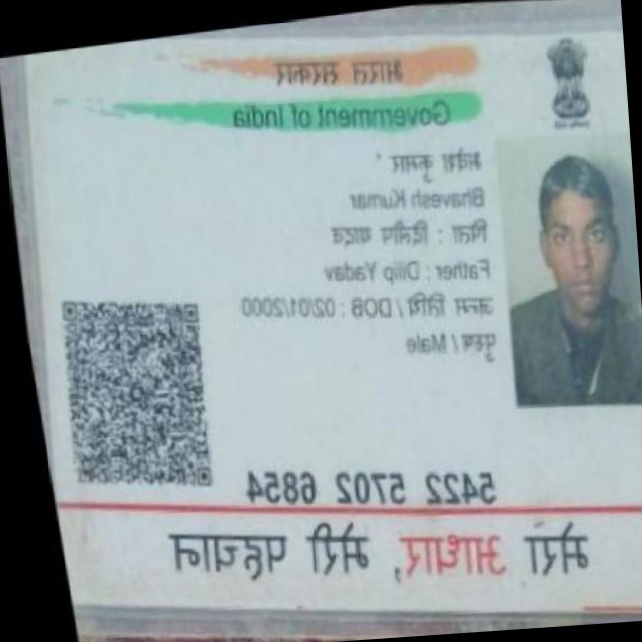 भारत सरकार
Government of India
भवेश कुमार
Bhavesh Kumar
पिता : दिलीप यादव
Father : Dilip Yadav
जन्म तिथि / DOB : 02/01/2000
पुरुष / Male
5422 5702 6854
मेरा आधार, मेरी पहचान